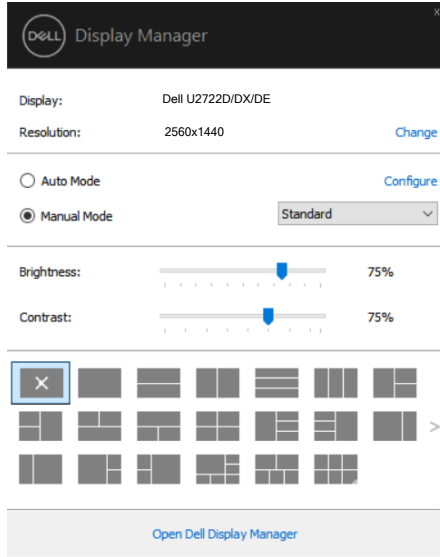 x
DELL Display Manager
Display: Dell U2722D/DX/DE
Resolution: 2560x1440 Change
Auto Mode Configure
Manual Mode Standard
Brightness: 75%
Contrast: 75%
Open Dell Display Manager